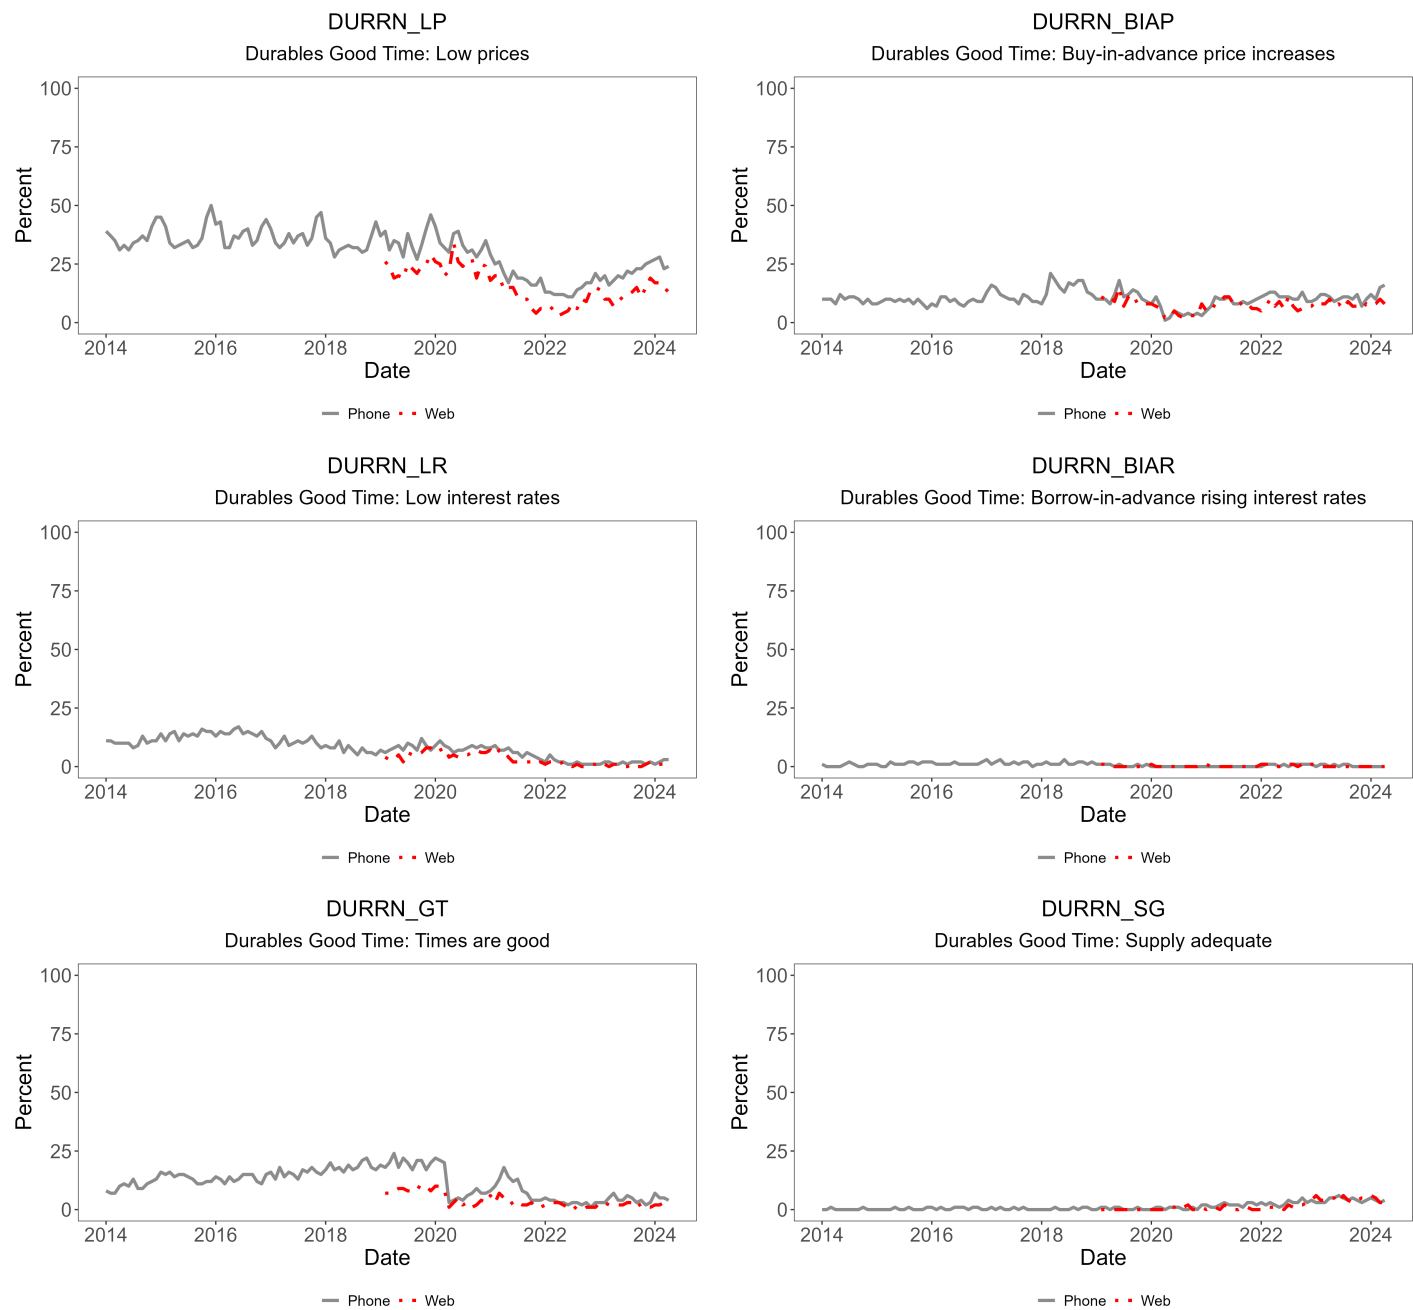 DURRN_LP
Durables Good Time: Low prices
Percent
100
75
50
25
0
2014 2016 2018 2020 2022 2024
Date
Phone Web
DURRN_BIAP
Durables Good Time: Buy-in-advance price increases
Percent
100
75
50
25
0
2014 2016 2018 2020 2022 2024
Date
Phone Web
DURRN_LR
Durables Good Time: Low interest rates
Percent
100
75
50
25
0
2014 2016 2018 2020 2022 2024
Date
Phone Web
DURRN_BIAR
Durables Good Time: Borrow-in-advance rising interest rates
Percent
100
75
50
25
0
2014 2016 2018 2020 2022 2024
Date
Phone Web
DURRN_GT
Durables Good Time: Times are good
Percent
100
75
50
25
0
2014 2016 2018 2020 2022 2024
Date
Phone Web
DURRN_SG
Durables Good Time: Supply adequate
Percent
100
75
50
25
0
2014 2016 2018 2020 2022 2024
Date
Phone Web